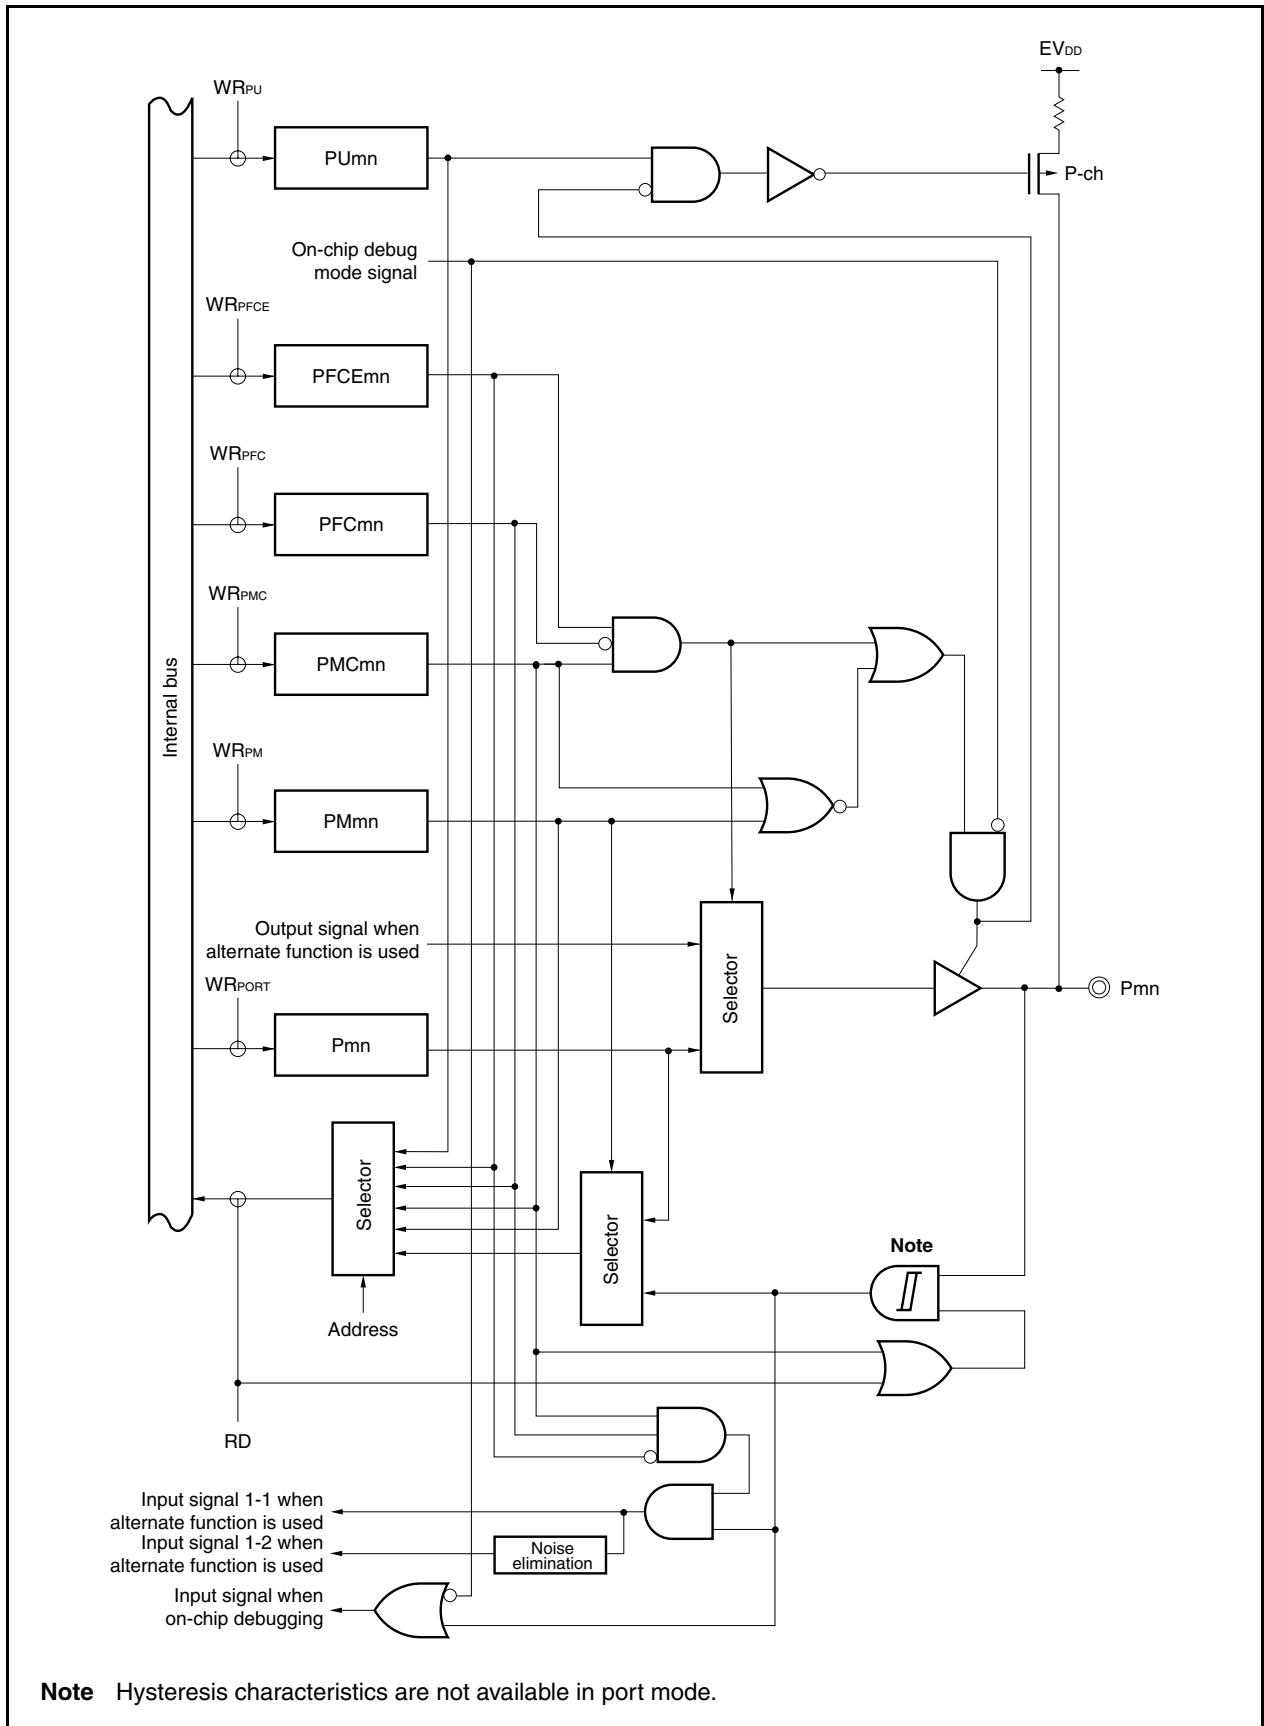 EVDD
WRPU
PUmn
P-ch
On-chip debug
mode signal
WRPFCE
PFCEmn
WRPFC
PFCmn
WRPMC
PMCmn
Internal bus
WRPM
PMmn
Output signal when
alternate function is used
Selector
WRPORT
Pmn
Pmn
Selector
Selector
Note
Address
RD
Input signal 1-1 when
alternate function is used
Input signal 1-2 when
alternate function is used
Noise
elimination
Input signal when
on-chip debugging
Note Hysteresis characteristics are not available in port mode.